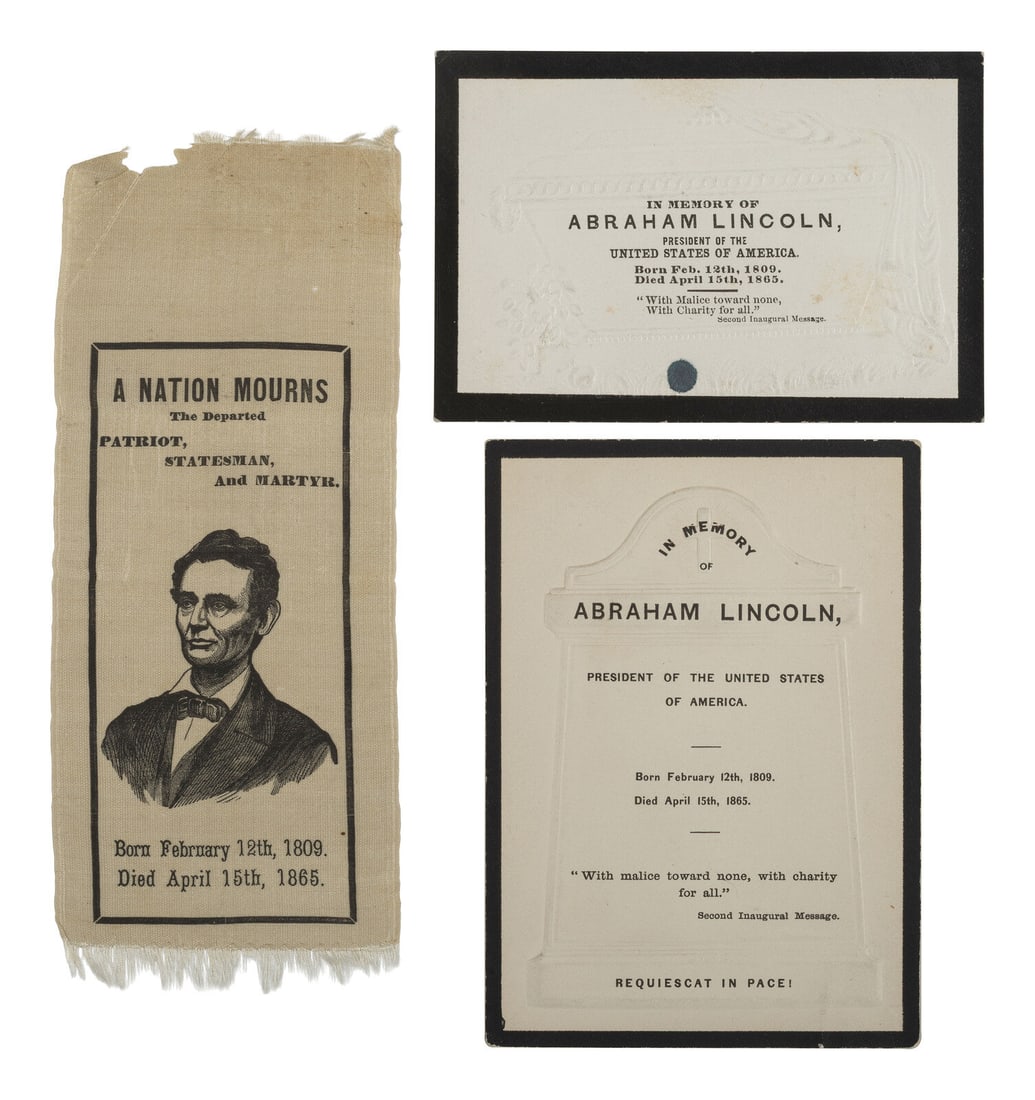 A NATION MOURNS
The Departed
PATRIOT,
STATESMAN,
And MARTYR.
Born February 12th, 1809.
Died April 15th, 1865.
IN MEMORY OF
ABRAHAM LINCOLN,
PRESIDENT OF THE
UNITED STATES OF AMERICA.
Born Feb. 12th, 1809.
Died April 15th, 1865.
"With Malice toward none,
With Charity for all."
Second Inaugural Message.
IN MEMORY
OF
ABRAHAM LINCOLN,
PRESIDENT OF THE UNITED STATES
OF AMERICA.
Born February 12th, 1809.
Died April 15th, 1865.
"With malice toward none, with charity
for all."
Second Inaugural Message.
REQUIESCAT IN PACE!